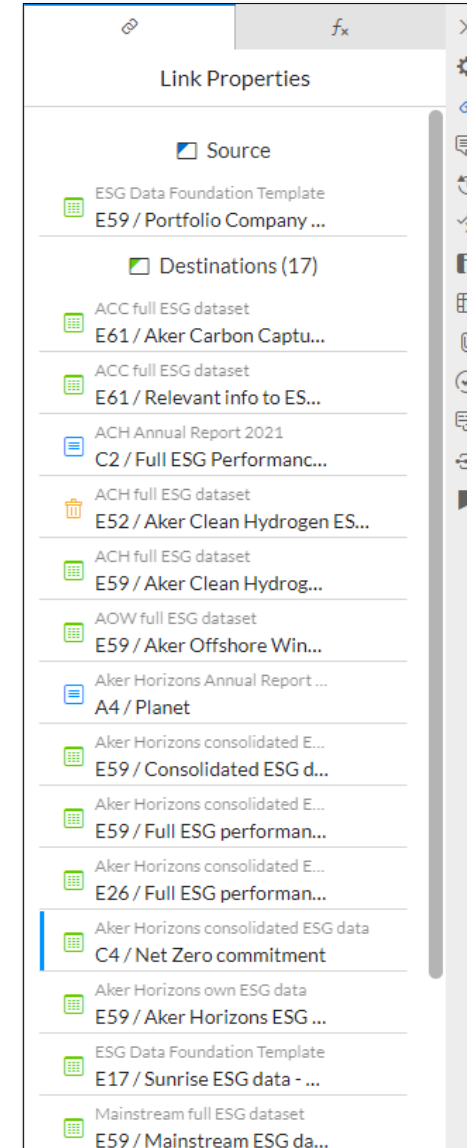 fx
Link Properties
Source
ESG Data Foundation Template
E59 / Portfolio Company ...
Destinations (17)
ACC full ESG dataset
E61 / Aker Carbon Captu...
ACC full ESG dataset
E61 / Relevant info to ES...
ACH Annual Report 2021
C2 / Full ESG Performanc...
ACH full ESG dataset
E52 / Aker Clean Hydrogen ES...
ACH full ESG dataset
E59 / Aker Clean Hydrog...
AOW full ESG dataset
E59 / Aker Offshore Win...
Aker Horizons Annual Report ...
A4 / Planet
Aker Horizons consolidated E...
E59 / Consolidated ESG d...
Aker Horizons consolidated E...
E59 / Full ESG performan...
Aker Horizons consolidated E...
E26 / Full ESG performan...
Aker Horizons consolidated ESG data
C4 / Net Zero commitment
Aker Horizons own ESG data
E59 / Aker Horizons ESG ...
ESG Data Foundation Template
E17 / Sunrise ESG data - ...
Mainstream full ESG dataset
E59 / Mainstream ESG da...